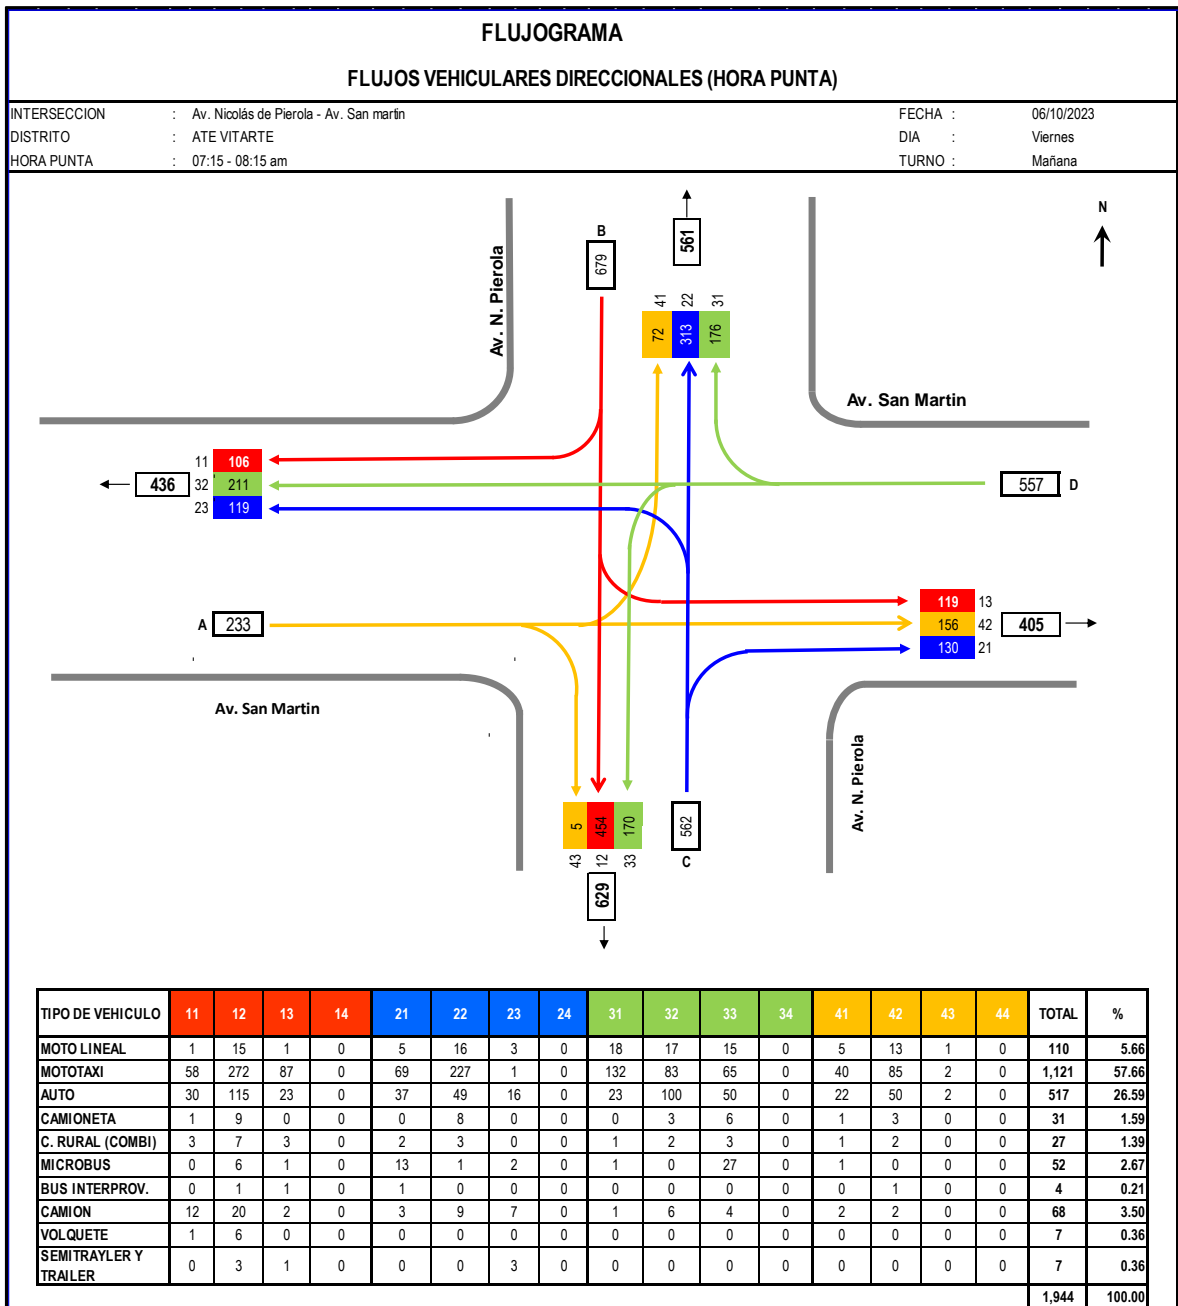 FLUJOGRAMA
FLUJOS VEHICULARES DIRECCIONALES (HORA PUNTA)
INTERSECCION : Av. Nicolás de Pierola - Av. San martin FECHA : 06/10/2023
DISTRITO : ATE VITARTE DIA : Viernes
HORA PUNTA : 07:15 - 08:15 am TURNO : Mañana
N
B
679
561
Av. N. Pierola
41 22 31
72 313 176
Av. San Martin
11 106
436 32 211
23 119
557 D
119 13
A 233
156 42 405
130 21
Av. San Martin
Av. N. Pierola
5 454 170
43 12 33
562
C
629
TIPO DE VEHICULO 11 12 13 14 21 22 23 24 31 32 33 34 41 42 43 44 TOTAL %
MOTO LINEAL 1 15 1 0 5 16 3 0 18 17 15 0 5 13 1 0 110 5.66
MOTOTAXI 58 272 87 0 69 227 1 0 132 83 65 0 40 85 2 0 1,121 57.66
AUTO 30 115 23 0 37 49 16 0 23 100 50 0 22 50 2 0 517 26.59
CAMIONETA 1 9 0 0 0 8 0 0 0 3 6 0 1 3 0 0 31 1.59
C. RURAL (COMBI) 3 7 3 0 2 3 0 0 1 2 3 0 1 2 0 0 27 1.39
MICROBUS 0 6 1 0 13 1 2 0 1 0 27 0 1 0 0 0 52 2.67
BUS INTERPROV. 0 1 1 0 1 0 0 0 0 0 0 0 0 1 0 0 4 0.21
CAMION 12 20 2 0 3 9 7 0 1 6 4 0 2 2 0 0 68 3.50
VOLQUETE 1 6 0 0 0 0 0 0 0 0 0 0 0 0 0 0 7 0.36
SEMITRAYLER Y
TRAILER 0 3 1 0 0 0 3 0 0 0 0 0 0 0 0 0 7 0.36
1,944 100.00